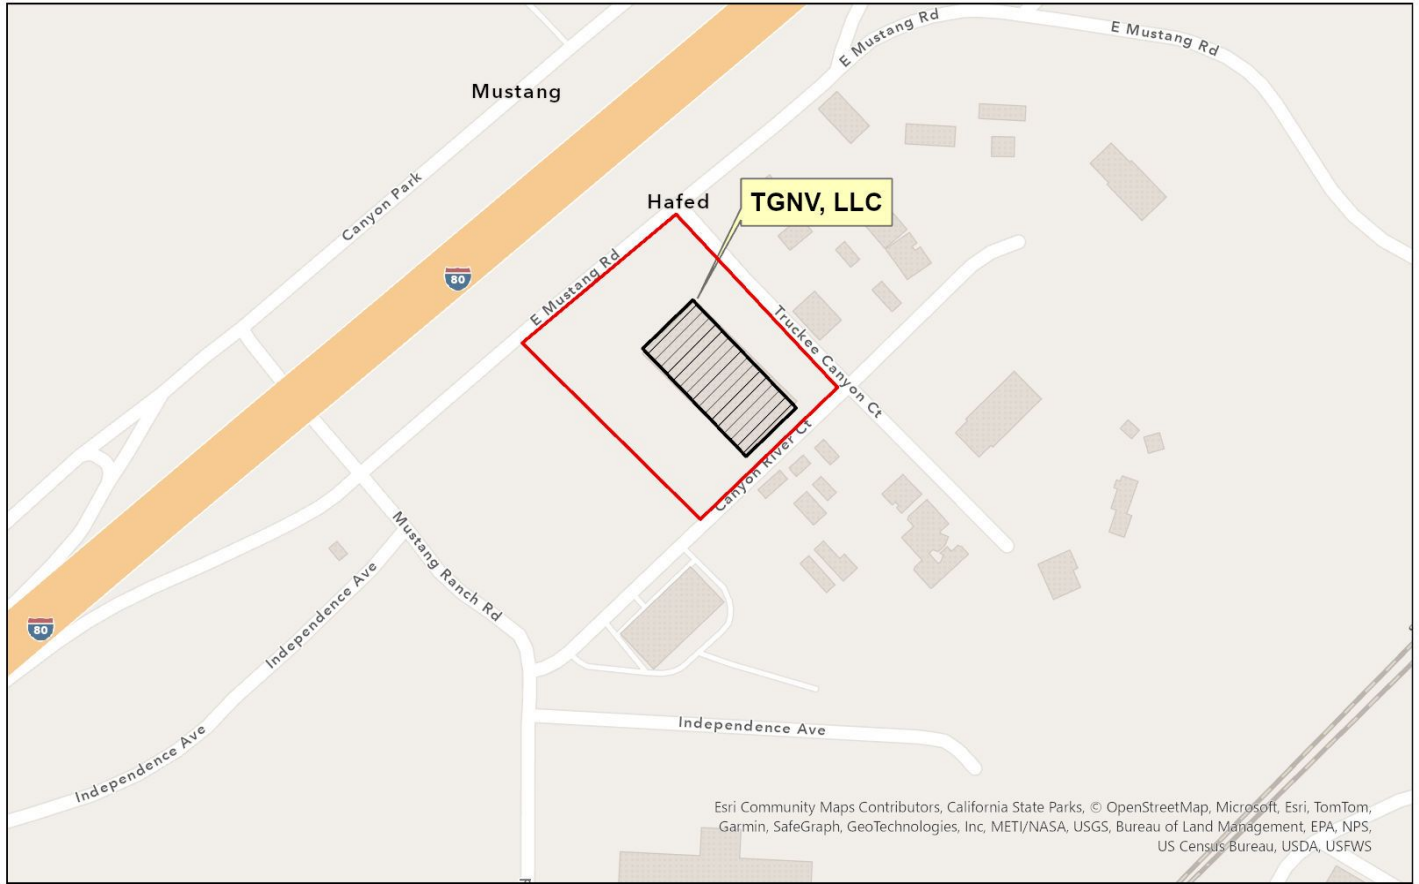 E Mustang Rd
E Mustang Rd
Mustang
Canyon Park
Hafed
TGNV, LLC
80
E Mustang Rd
Truckee Canyon Ct
Canyon River Ct
Mustang Ranch Rd
Independence Ave
80
Independence Ave
Independence Ave
Esri Community Maps Contributors, California State Parks, © OpenStreetMap, Microsoft, Esri, TomTom,
Garmin, SafeGraph, GeoTechnologies, Inc, METI/NASA, USGS, Bureau of Land Management, EPA, NPS,
US Census Bureau, USDA, USFWS